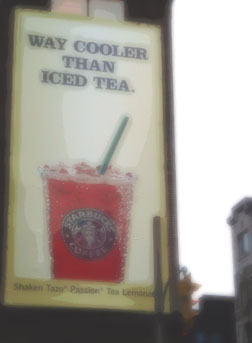 WAY COOLER
THAN
ICED TEA.
STARBUCKS
COFFEE
Shaken Tazo® Passion® Tea Lemonade